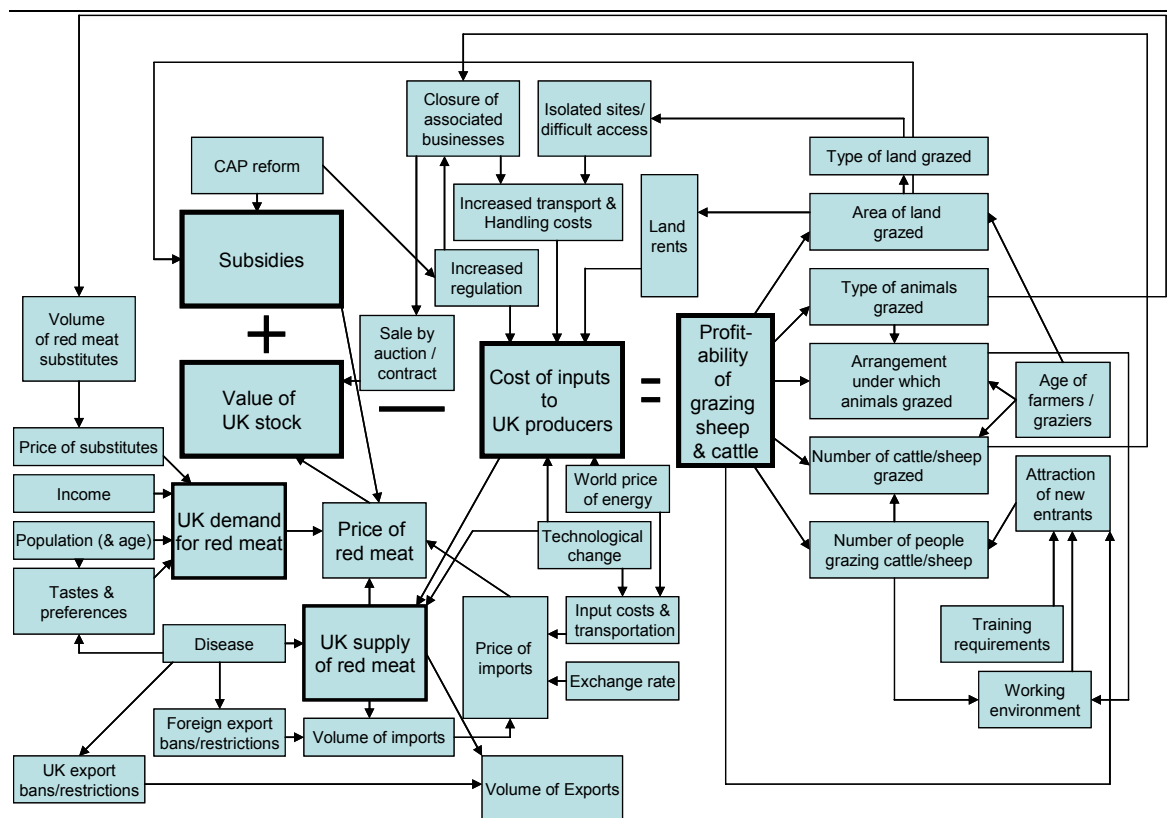 Closure of
associated
businesses
Isolated sites/
difficult access
Type of land grazed
CAP reform
Increased transport &
Handling costs
Land
rents
Area of land
grazed
Subsidies
Increased
regulation
Type of animals
grazed
+
Volume
of red meat
substitutes
Sale by
auction /
contract
Value of
UK stock
—
Cost of inputs
to
UK producers
=
Profit-
ability
of
grazing
sheep
& cattle
Arrangement
under which
animals grazed
Age of
farmers /
graziers
Price of substitutes
Number of cattle/sheep
grazed
Income
World price
of energy
Attraction
of new
entrants
UK demand
for red meat
Price of
red meat
Population (& age)
Technological
change
Number of people
grazing cattle/sheep
Tastes &
preferences
Input costs &
transportation
Training
requirements
Disease
UK supply
of red meat
Price of
imports
Exchange rate
Working
environment
Foreign export
bans/restrictions
Volume of imports
UK export
bans/restrictions
Volume of Exports